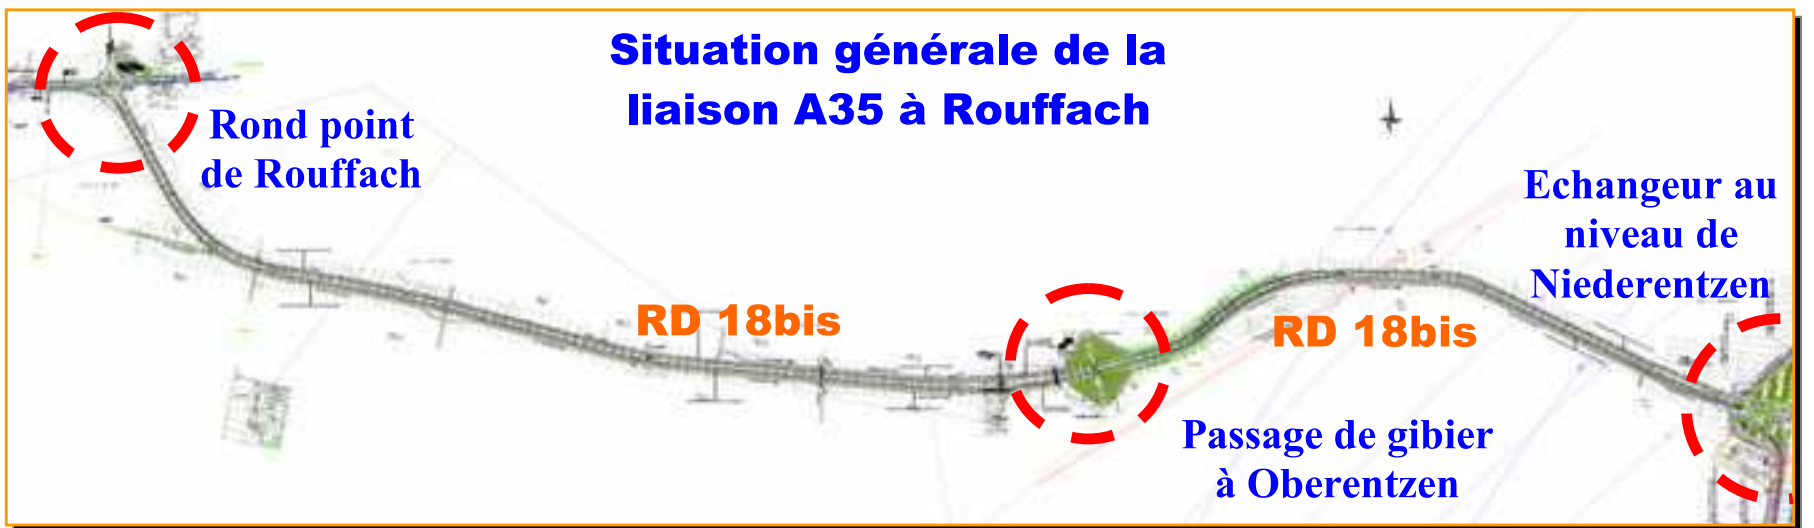 Situation générale de la
liaison A35 à Rouffach
Rond point
de Rouffach
Echangeur au
niveau de
Niederentzen
RD 18bis
RD 18bis
Passage de gibier
à Oberentzen